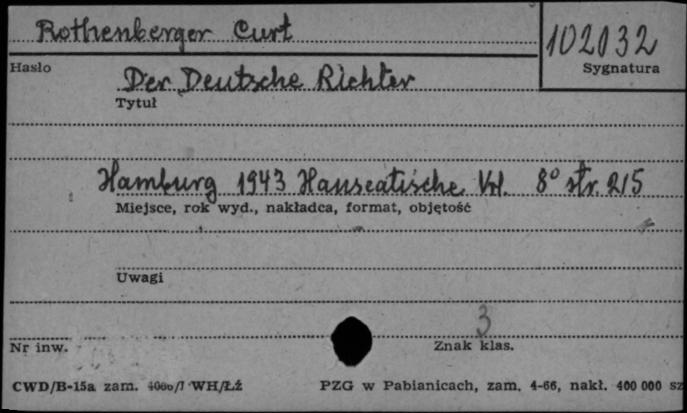 Rothenberger Curt
102032
Hasło
Sygnatura
Der Deutsche Richter
Tytuł
Hamburg 1943 Hanseatische Vrl. 8° str. 215
Miejsce, rok wyd., nakładca, format, objętość
Uwagi
3
Nr inw.
Znak klas.
CWD/B-15a zam. WH/Łź PZG w Pabianicach, zam. 4-66, nakł. 400 000 sz